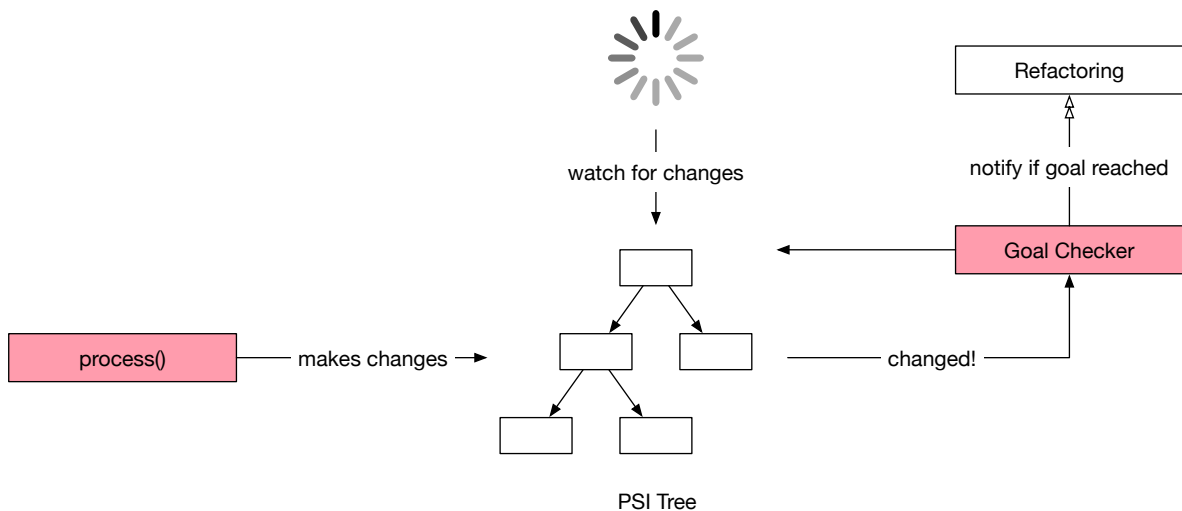 Refactoring
watch for changes
notify if goal reached
Goal Checker
process()
makes changes
changed!
PSI Tree